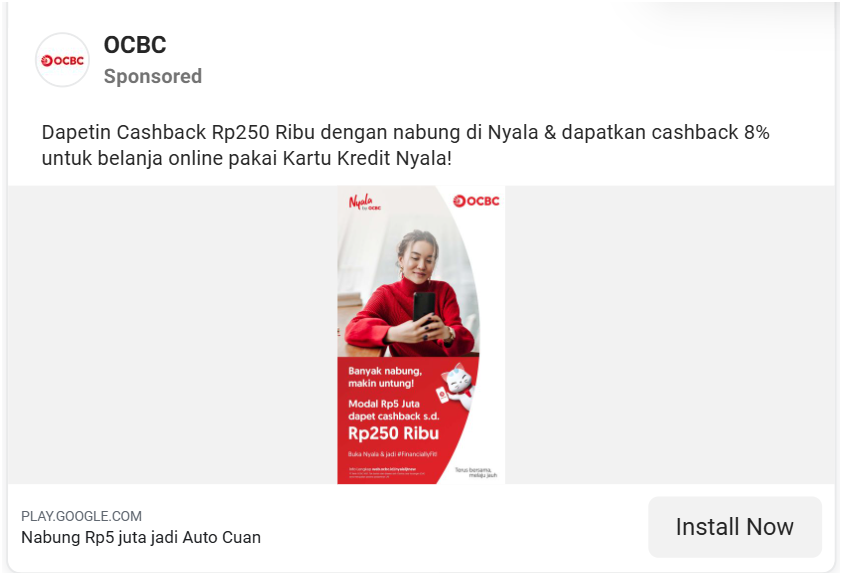 OCBC
OCBC
Sponsored
Dapetin Cashback Rp250 Ribu dengan nabung di Nyala & dapatkan cashback 8%
untuk belanja online pakai Kartu Kredit Nyala!
Nyala
by OCBC
OCBC
Banyak nabung,
makin untung!
Modal Rp5 Juta
dapet cashback s.d.
Rp250 Ribu
Buka Nyala & jadi #FinanciallyFit!
Terus bersama,
melaju jauh
PLAY.GOOGLE.COM
Nabung Rp5 juta jadi Auto Cuan
Install Now